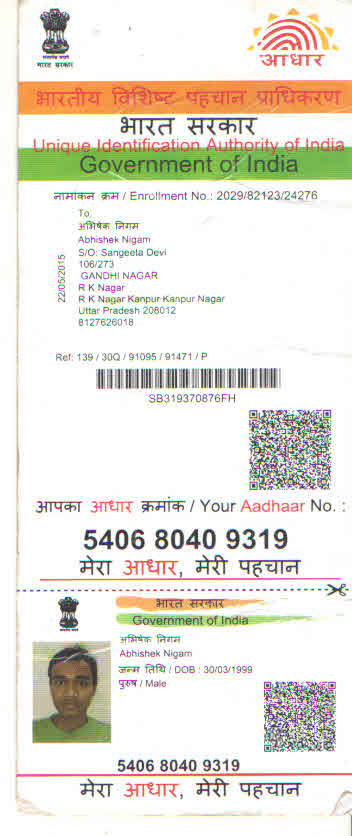 सत्यमेव जयते
भारत सरकार
आधार
भारतीय विशिष्ट पहचान प्राधिकरण
भारत सरकार
Unique Identification Authority of India
Government of India
नामांकन क्रम / Enrollment No.: 2029/82123/24276
To,
अभिषेक निगम
Abhishek Nigam
S/O: Sangeeta Devi
106/273
GANDHI NAGAR
R K Nagar
R K Nagar Kanpur Kanpur Nagar
Uttar Pradesh 208012
8127626018
22/05/2015
Ref: 139 / 30Q / 91095 / 91471 / P
SB319370876FH
आपका आधार क्रमांक / Your Aadhaar No. :
5406 8040 9319
मेरा आधार, मेरी पहचान
भारत सरकार
Government of India
अभिषेक निगम
Abhishek Nigam
जन्म तिथि / DOB : 30/03/1999
पुरुष / Male
5406 8040 9319
मेरा आधार, मेरी पहचान